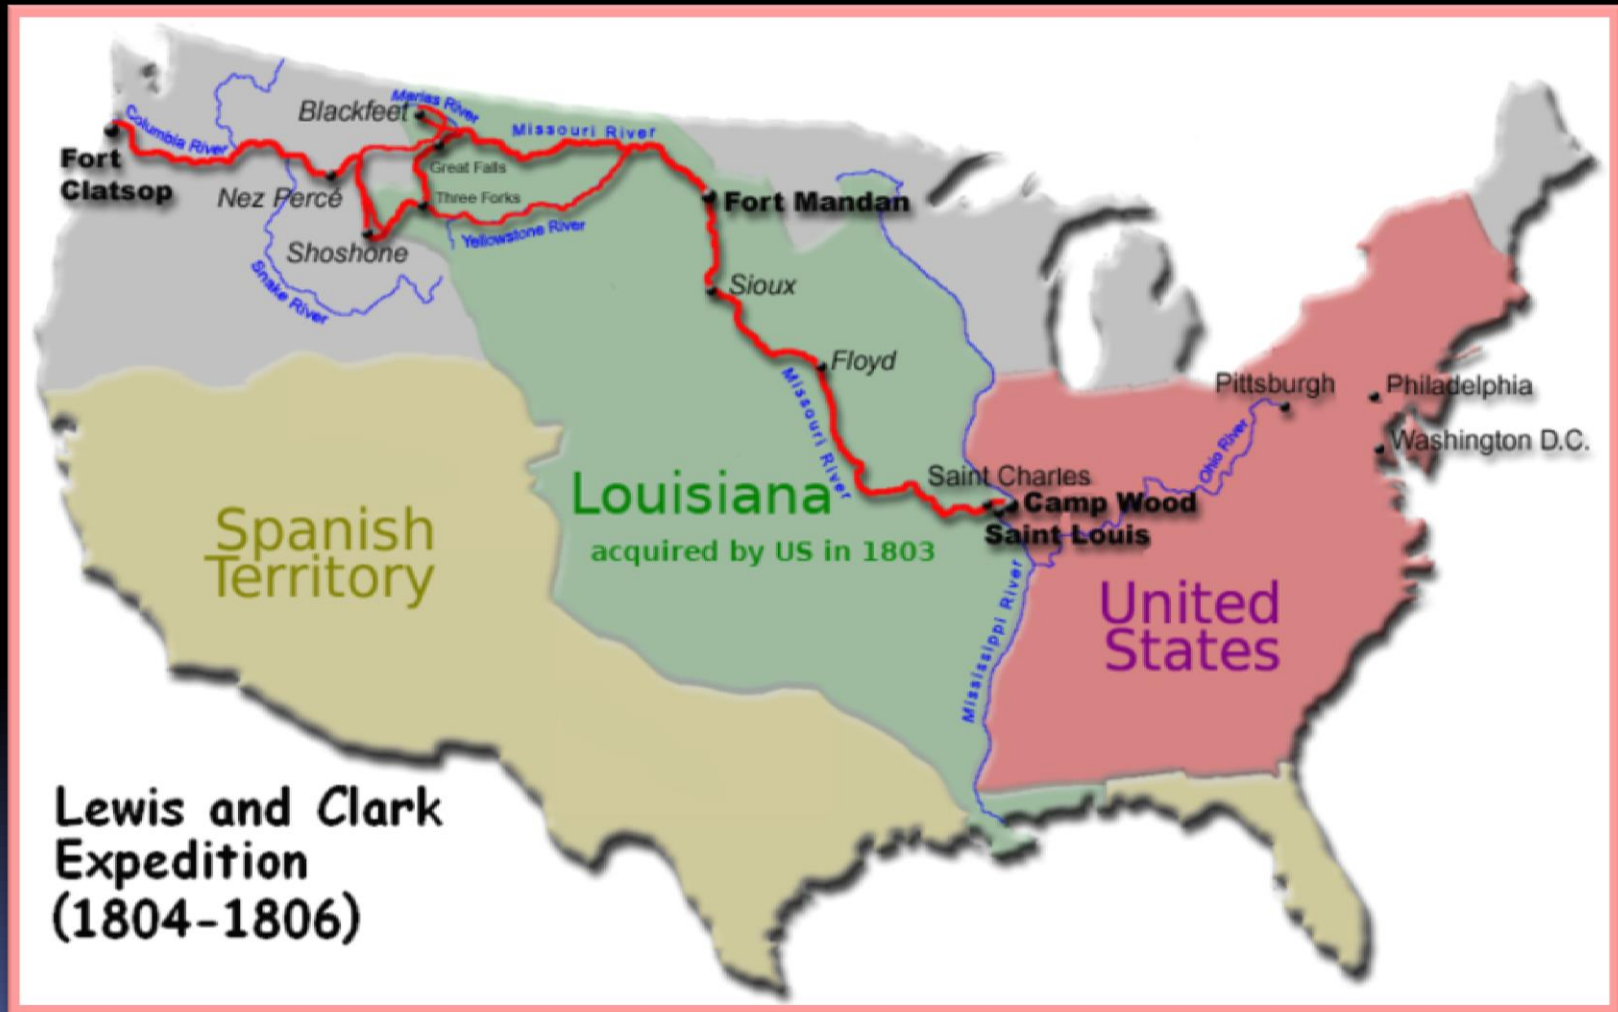 Marias River
Blackfeet
Missouri River
Columbia River
Fort
Clatsop
Great Falls
Nez Percé
Three Forks
Fort Mandan
Yellowstone River
Shoshone
Snake River
Sioux
Floyd
Missouri River
Pittsburgh
Philadelphia
Ohio River
Washington D.C.
Saint Charles
Camp Wood
Saint Louis
Louisiana
acquired by US in 1803
Spanish
Territory
Mississippi River
United
States
Lewis and Clark
Expedition
(1804-1806)